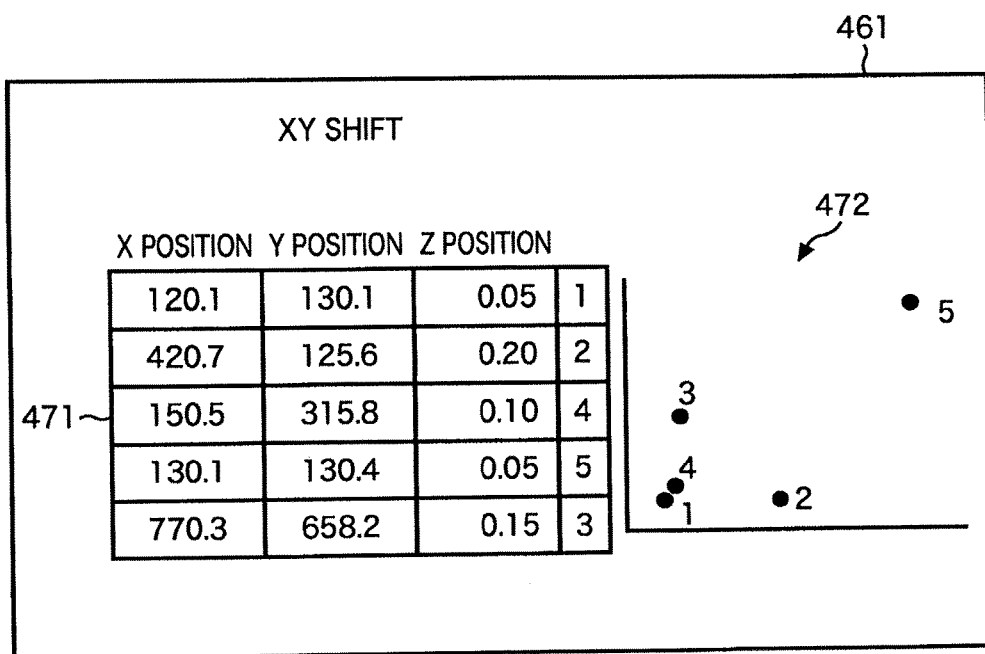 461
XY SHIFT
472
X POSITION Y POSITION Z POSITION
120.1 130.1 0.05 1
420.7 125.6 0.20 2
471 150.5 315.8 0.10 4
130.1 130.4 0.05 5
770.3 658.2 0.15 3
5
3
4
1
2